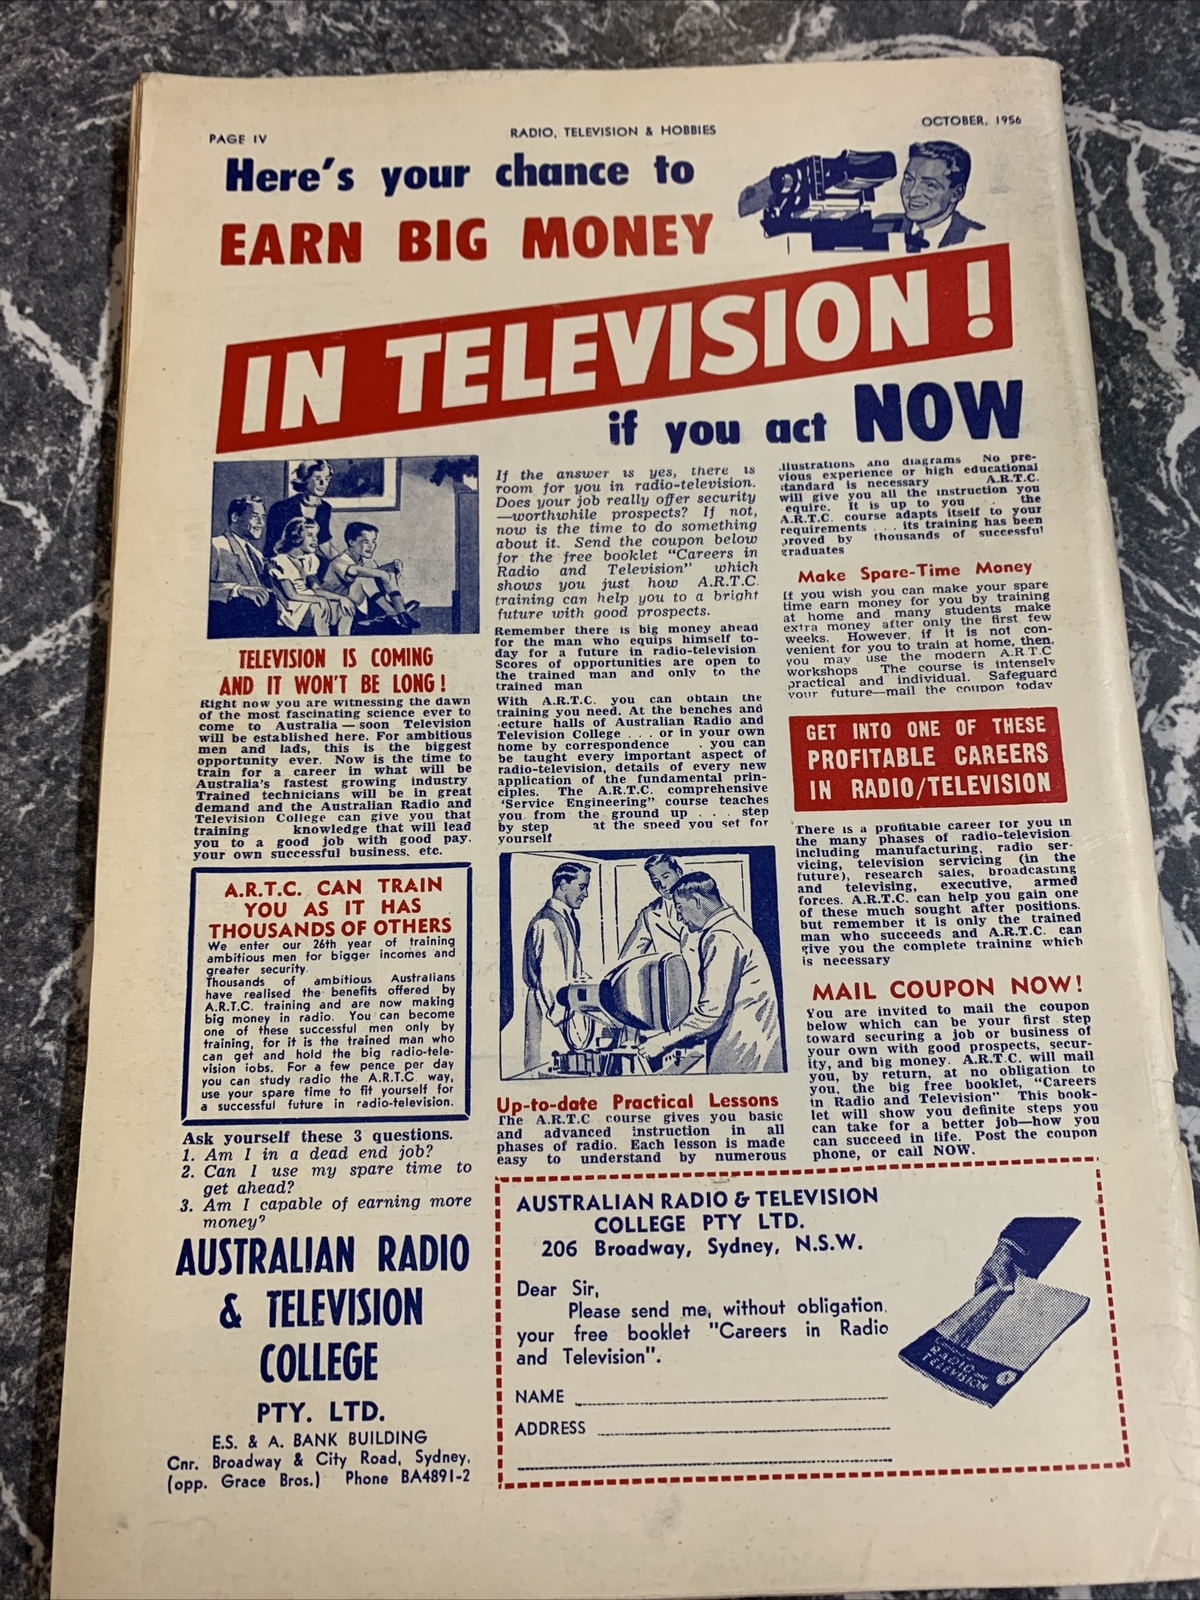 PAGE IV
RADIO, TELEVISION & HOBBIES
OCTOBER, 1956
Here's your chance to
EARN BIG MONEY
IN TELEVISION!
if you act NOW
TELEVISION IS COMING
AND IT WON'T BE LONG!
Right now you are witnessing the dawn
of the most fascinating science ever to
come to Australia — soon Television
will be established here. For ambitious
men and lads, this is the biggest
opportunity ever. Now is the time to
train for a career in what will be
Australia's fastest growing industry
Trained technicians will be in great
demand and the Australian Radio and
Television College can give you that
training knowledge that will lead
you to a good job with good pay.
your own successful business, etc.
A.R.T.C. CAN TRAIN
YOU AS IT HAS
THOUSANDS OF OTHERS
We enter our 26th year of training
ambitious men for bigger incomes and
greater security.
Thousands of ambitious Australians
have realised the benefits offered by
A.R.T.C. training and are now making
big money in radio. You can become
one of these successful men only by
training, for it is the trained man who
can get and hold the big radio-tele-
vision jobs. For a few pence per day
you can study radio the A.R.T.C. way,
use your spare time to fit yourself for
a successful future in radio-television.
Ask yourself these 3 questions.
1. Am I in a dead end job?
2. Can I use my spare time to
get ahead?
3. Am I capable of earning more
money?
AUSTRALIAN RADIO
& TELEVISION
COLLEGE
PTY. LTD.
E.S. & A. BANK BUILDING
Cnr. Broadway & City Road, Sydney,
(opp. Grace Bros.) Phone BA4891-2
If the answer is yes, there is
room for you in radio-television.
Does your job really offer security
—worthwhile prospects? If not,
now is the time to do something
about it. Send the coupon below
for the free booklet "Careers in
Radio and Television" which
shows you just how A.R.T.C.
training can help you to a bright
future with good prospects.
Remember there is big money ahead
for the man who equips himself to-
day for a future in radio-television
Scores of opportunities are open to
the trained man and only to the
trained man
With A.R.T.C. you can obtain the
training you need. At the benches and
lecture halls of Australian Radio and
Television College . . . or in your own
home by correspondence . you can
be taught every important aspect of
radio-television, details of every new
application of the fundamental prin-
ciples. The A.R.T.C. comprehensive
"Service Engineering" course teaches
you from the ground up . . . step
by step at the speed you set for
yourself
Up-to-date Practical Lessons
The A.R.T.C course gives you basic
and advanced instruction in all
phases of radio. Each lesson is made
easy to understand by numerous
illustrations and diagrams No pre-
vious experience or high educational
standard is necessary A.R.T.C.
will give you all the instruction you
require. It is up to you . . the
A.R.T.C. course adapts itself to your
requirements . . . its training has been
proved by thousands of successful
graduates
Make Spare-Time Money
If you wish you can make your spare
time earn money for you by training
at home and many students make
extra money after only the first few
weeks. However, if it is not con-
venient for you to train at home, then,
you may use the modern A.R.T.C
workshops The course is intensely
practical and individual. Safeguard
your future—mail the coupon today
GET INTO ONE OF THESE
PROFITABLE CAREERS
IN RADIO/TELEVISION
There is a profitable career for you in
the many phases of radio-television
including manufacturing, radio ser-
vicing, television servicing (in the
future), research sales, broadcasting
and televising, executive, armed
forces. A.R.T.C. can help you gain one
of these much sought after positions.
but remember it is only the trained
man who succeeds and A.R.T.C. can
give you the complete training which
is necessary
MAIL COUPON NOW!
You are invited to mail the coupon
below which can be your first step
toward securing a job or business of
your own with good prospects, secur-
ity, and big money. A.R.T.C. will mail
you, by return, at no obligation to
you, the big free booklet, "Careers
in Radio and Television" This book-
let will show you definite steps you
can take for a better job—how you
can succeed in life. Post the coupon
phone, or call NOW.
AUSTRALIAN RADIO & TELEVISION
COLLEGE PTY LTD.
206 Broadway, Sydney, N.S.W.
Dear Sir,
Please send me, without obligation,
your free booklet "Careers in Radio
and Television".
NAME
ADDRESS
RADIO and
TELEVISION